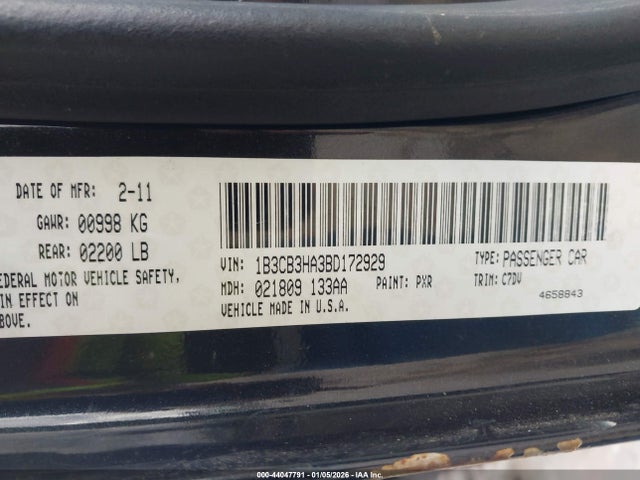 DATE OF MFR: 2-11
GAWR: 00998 KG
REAR: 02200 LB
EDERAL MOTOR VEHICLE SAFETY,
IN EFFECT ON
ABOVE.
VIN: 1B3CB3HA3BD172929
TYPE: PASSENGER CAR
MDH: 021809 133AA
PAINT: PXR
TRIM: C7DV
VEHICLE MADE IN U.S.A.
4658843
000-44047791 - 01/05/2026 - IAA Inc.